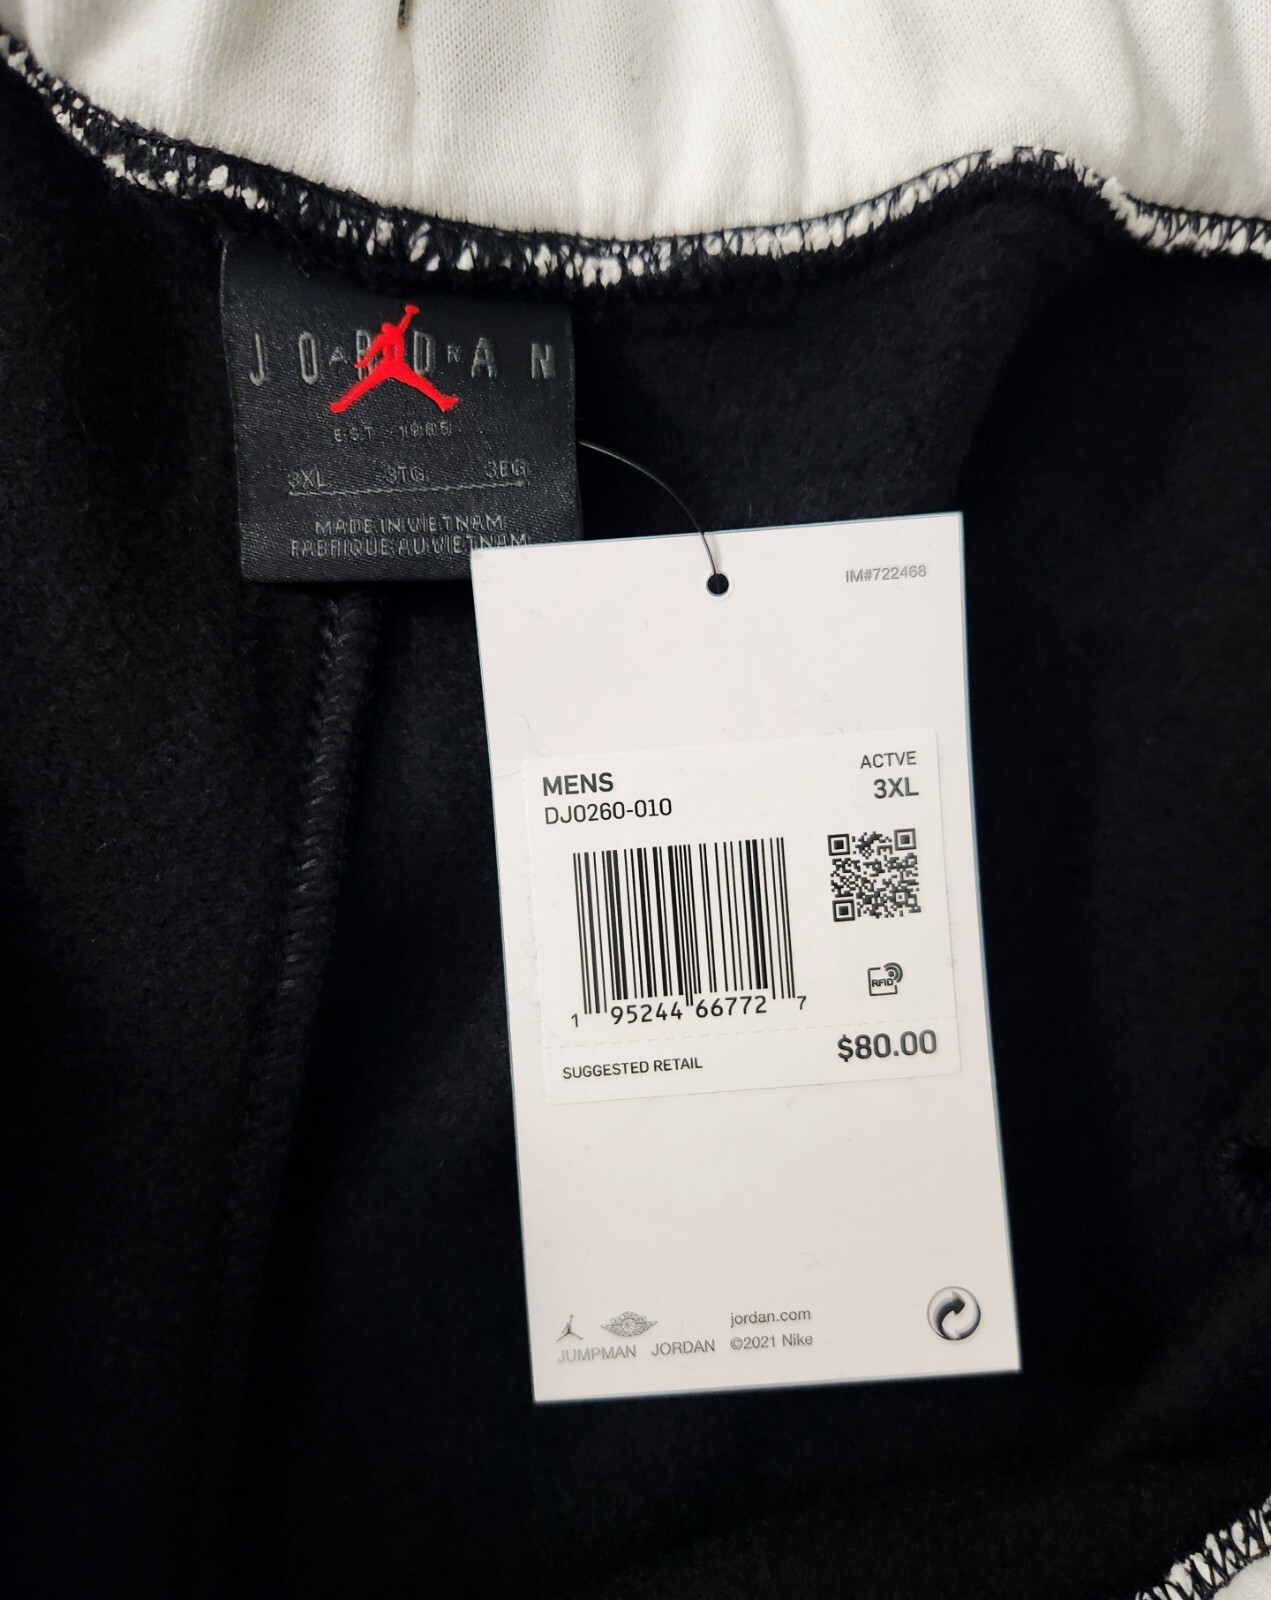 JORDAN
AIR
EST 1985
3XL 3TG 3EG
MADE IN VIETNAM
FABRIQUE AU VIETNAM
IM#722468
MENS
DJ0260-010
ACTVE
3XL
1 95244 66772 7
RFID
SUGGESTED RETAIL
$80.00
JUMPMAN JORDAN
jordan.com
©2021 Nike